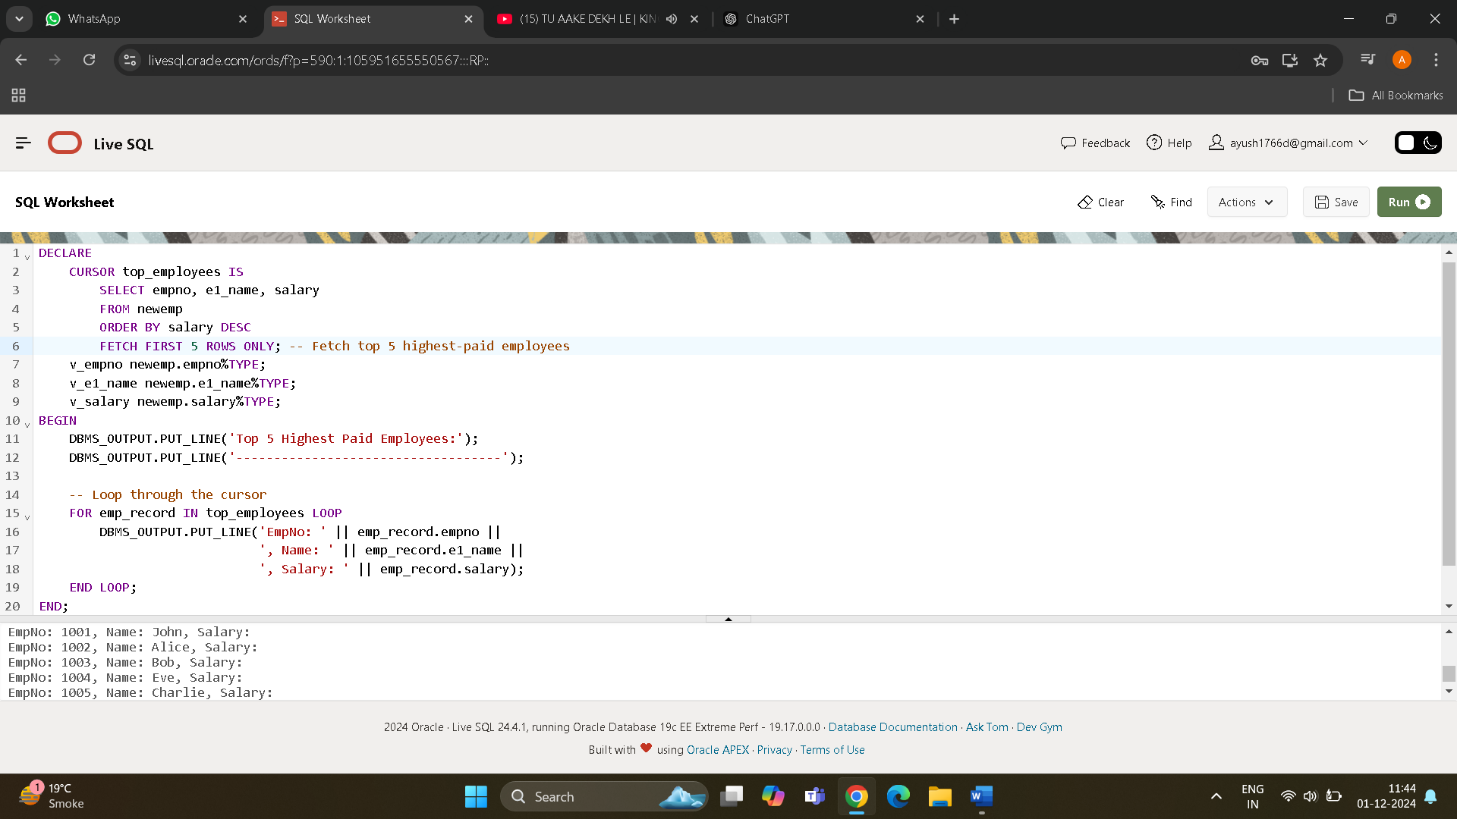 WhatsApp
SQL Worksheet
(15) TU AAKE DEKH LE | KIN
ChatGPT
livesql.oracle.com/ords/f?p=590:1:105951655550567:::RP::
A
All Bookmarks
Live SQL
Feedback
Help
ayush1766d@gmail.com
SQL Worksheet
Clear
Find
Actions
Save
Run
1 DECLARE
2 CURSOR top_employees IS
3 SELECT empno, e1_name, salary
4 FROM newemp
5 ORDER BY salary DESC
6 FETCH FIRST 5 ROWS ONLY; -- Fetch top 5 highest-paid employees
7 v_empno newemp.empno%TYPE;
8 v_e1_name newemp.e1_name%TYPE;
9 v_salary newemp.salary%TYPE;
10 BEGIN
11 DBMS_OUTPUT.PUT_LINE('Top 5 Highest Paid Employees:');
12 DBMS_OUTPUT.PUT_LINE('-----------------------------------');
13
14 -- Loop through the cursor
15 FOR emp_record IN top_employees LOOP
16 DBMS_OUTPUT.PUT_LINE('EmpNo: ' || emp_record.empno ||
17 ', Name: ' || emp_record.e1_name ||
18 ', Salary: ' || emp_record.salary);
19 END LOOP;
20 END;
EmpNo: 1001, Name: John, Salary:
EmpNo: 1002, Name: Alice, Salary:
EmpNo: 1003, Name: Bob, Salary:
EmpNo: 1004, Name: Eve, Salary:
EmpNo: 1005, Name: Charlie, Salary:
2024 Oracle · Live SQL 24.4.1, running Oracle Database 19c EE Extreme Perf - 19.17.0.0.0 · Database Documentation · Ask Tom · Dev Gym
Built with ❤ using Oracle APEX · Privacy · Terms of Use
1
19°C
Smoke
Search
ENG
IN
11:44
01-12-2024